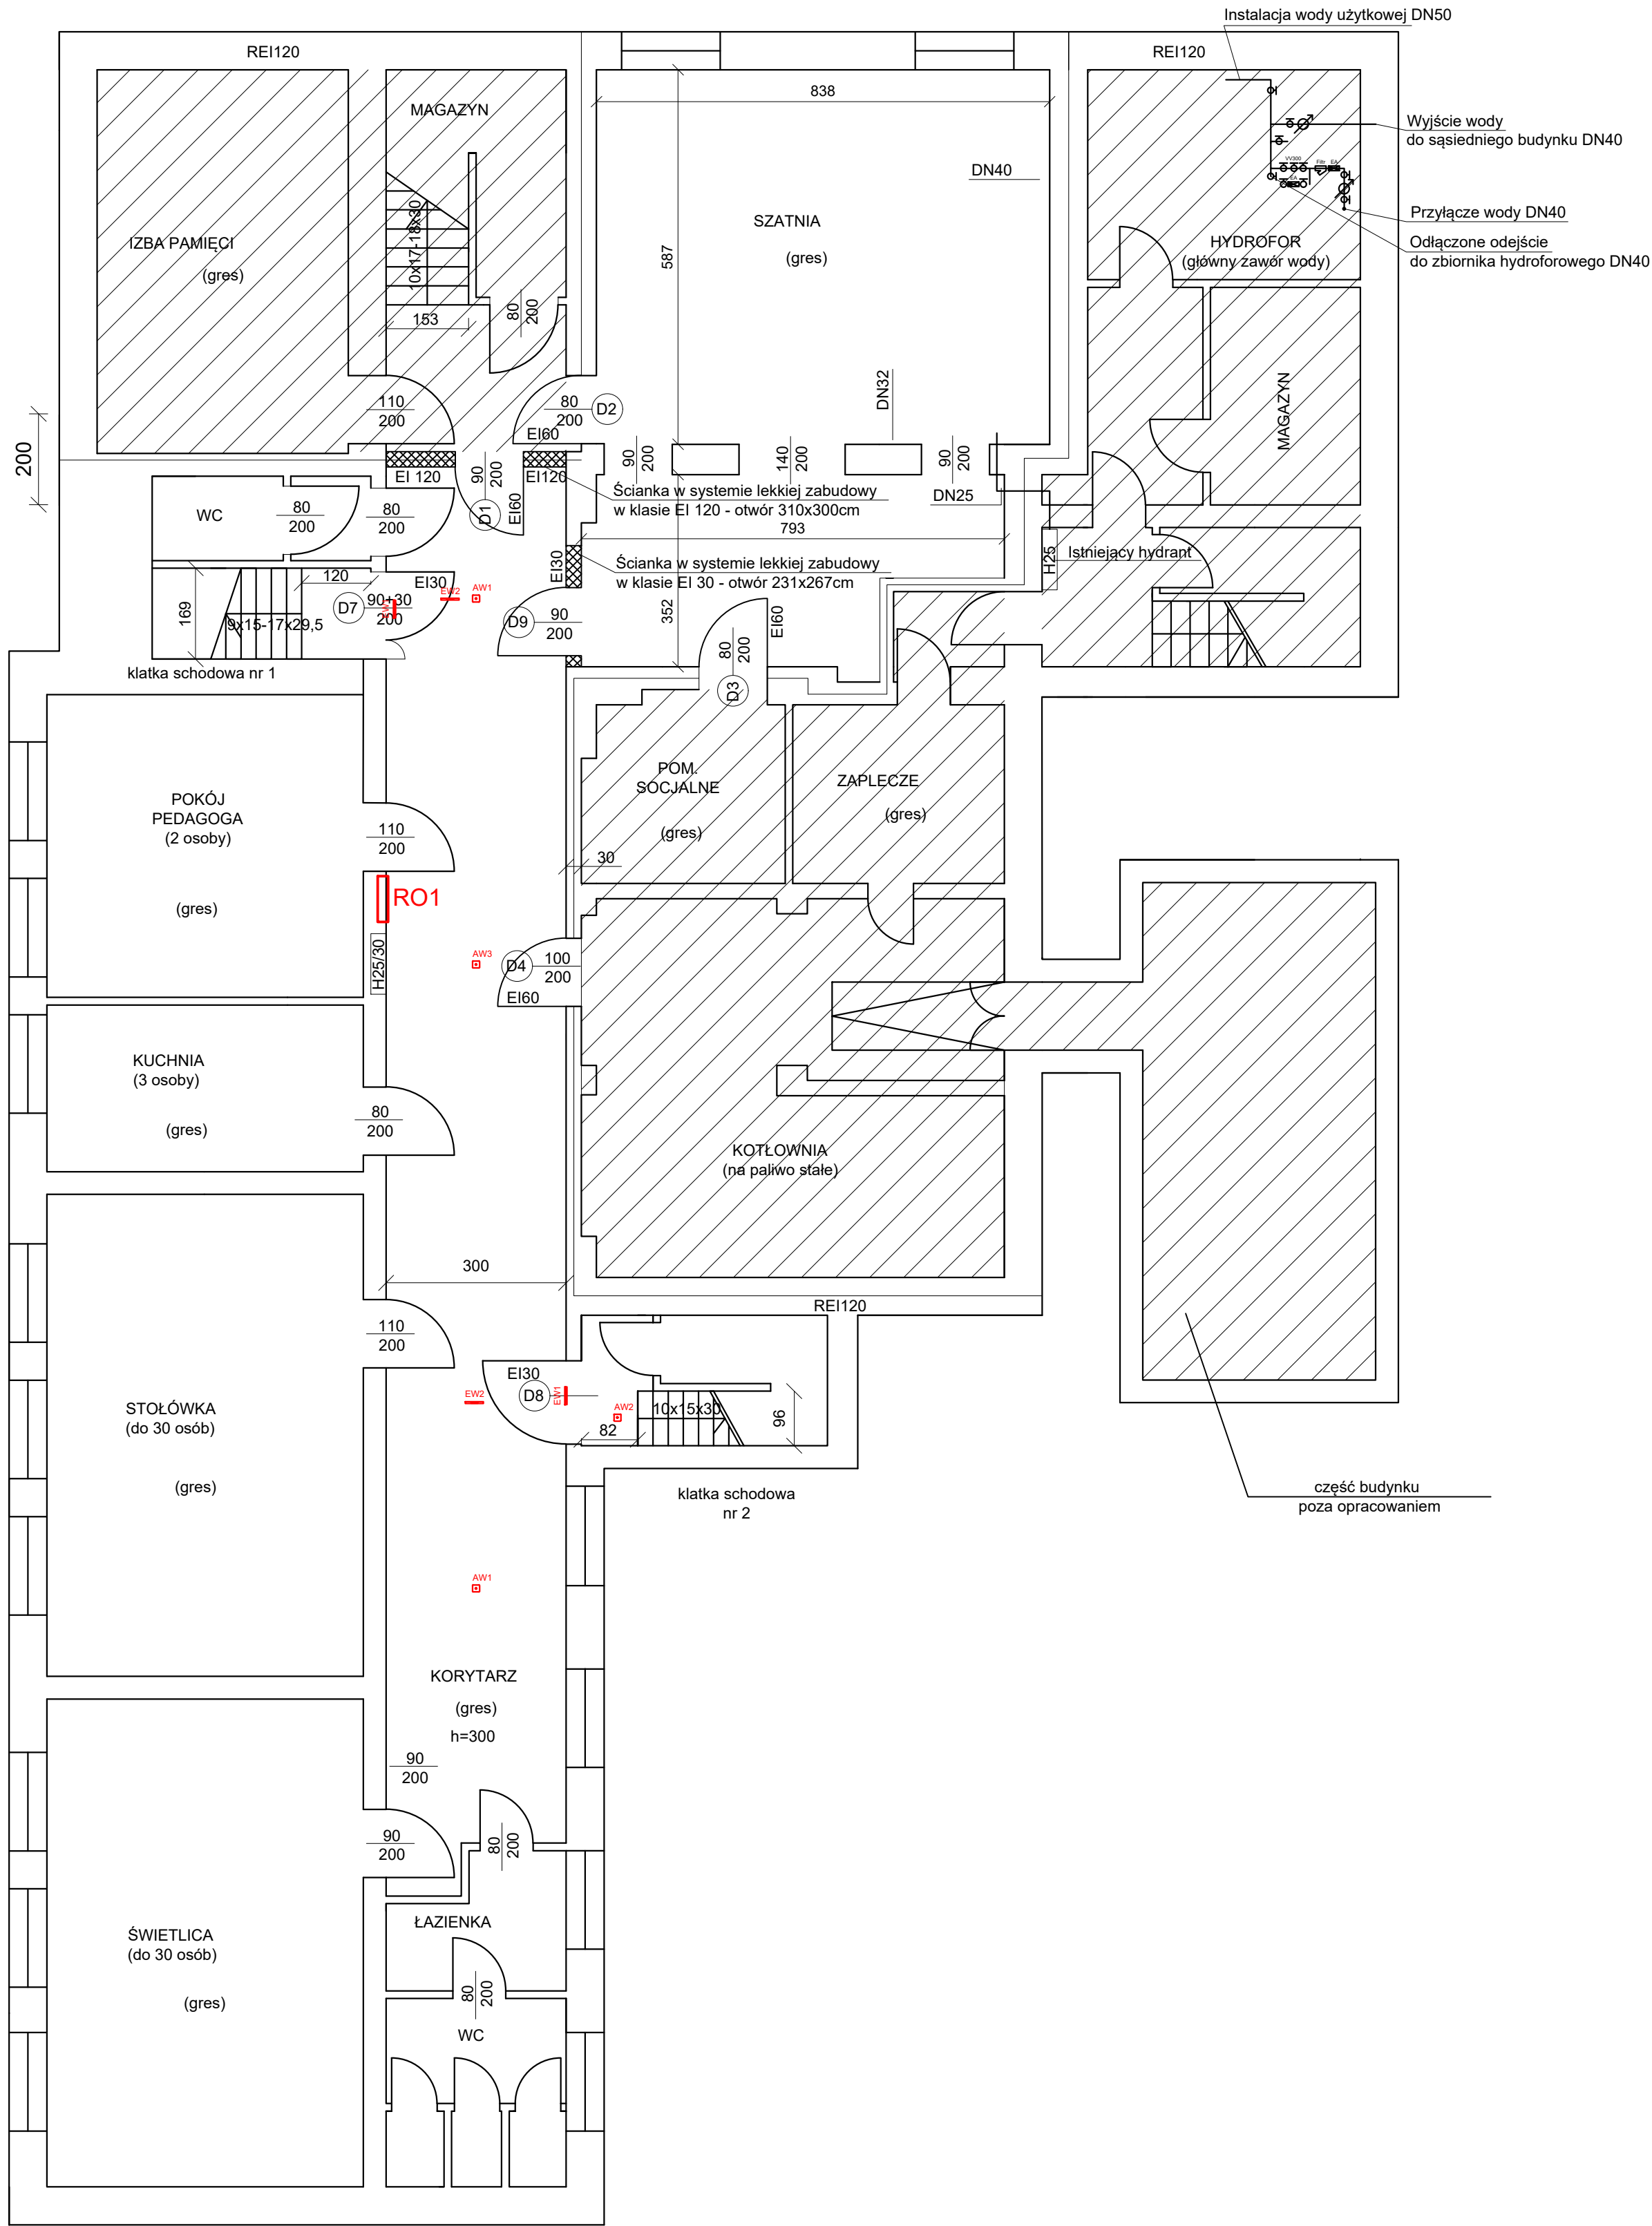 Instalacja wody użytkowej DN50
REI120
REI120
MAGAZYN
838
Wyjście wody
do sąsiedniego budynku DN40
DN40
VV300
Filtr
EA
EA
Przyłącze wody DN40
Odłączone odejście
do zbiornika hydroforowego DN40
IZBA PAMIĘCI
(gres)
10x17-18x30
SZATNIA
(gres)
587
HYDROFOR
(główny zawór wody)
153
80
200
MAGAZYN
DN32
110
200
80
200
D2
EI60
200
90
200
140
200
90
200
EI 120
90
200
EI120
D1
EI60
Ścianka w systemie lekkiej zabudowy
w klasie EI 120 - otwór 310x300cm
DN25
WC
80
200
80
200
793
H25
Istniejący hydrant
EI30
Ścianka w systemie lekkiej zabudowy
w klasie EI 30 - otwór 231x267cm
120
EI30
EW2
AW1
D7
90+30
200
EW1
169
9x15-17x29,5
D9
90
200
352
EI60
80
200
D3
klatka schodowa nr 1
POKÓJ
PEDAGOGA
(2 osoby)
(gres)
110
200
POM.
SOCJALNE
(gres)
ZAPLECZE
(gres)
30
RO1
H25/30
AW3
D4
100
200
EI60
KUCHNIA
(3 osoby)
(gres)
80
200
KOTŁOWNIA
(na paliwo stałe)
300
REI120
110
200
EI30
D8
EW2
EW1
AW2
10x15x30
96
82
STOŁÓWKA
(do 30 osób)
(gres)
klatka schodowa
nr 2
część budynku
poza opracowaniem
AW1
KORYTARZ
(gres)
h=300
90
200
90
200
80
200
ŁAZIENKA
ŚWIETLICA
(do 30 osób)
(gres)
80
200
WC